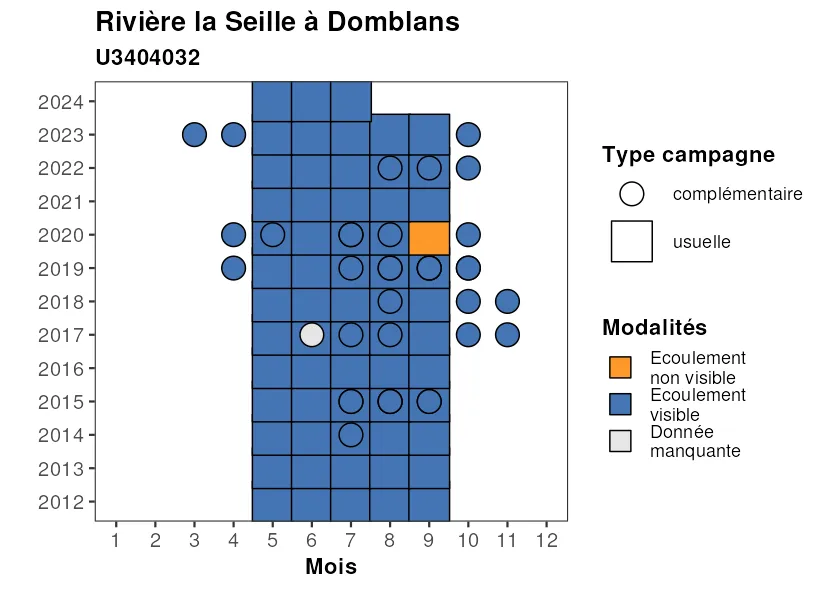 Rivière la Seille à Domblans
U3404032
2024
2023
2022
2021
2020
2019
2018
2017
2016
2015
2014
2013
2012
1 2 3 4 5 6 7 8 9 10 11 12
Mois
Type campagne
complémentaire
usuelle
Modalités
Ecoulement
non visible
Ecoulement
visible
Donnée
manquante